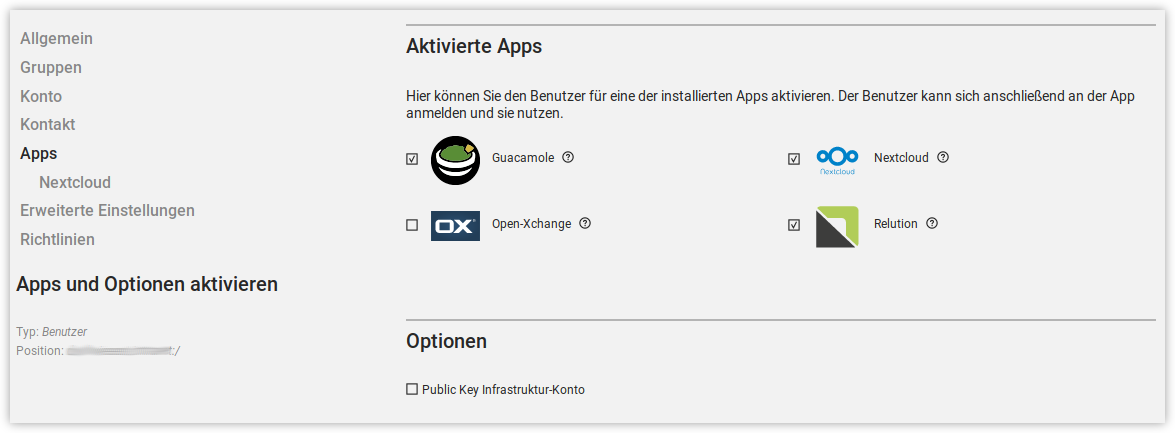 Allgemein
Gruppen
Konto
Kontakt
Apps
Nextcloud
Erweiterte Einstellungen
Richtlinien
Apps und Optionen aktivieren
Typ: Benutzer
Position: :/
Aktivierte Apps
Hier können Sie den Benutzer für eine der installierten Apps aktivieren. Der Benutzer kann sich anschließend an der App
anmelden und sie nutzen.
Guacamole
Nextcloud
Nextcloud
OX
Open-Xchange
Relution
Optionen
Public Key Infrastruktur-Konto